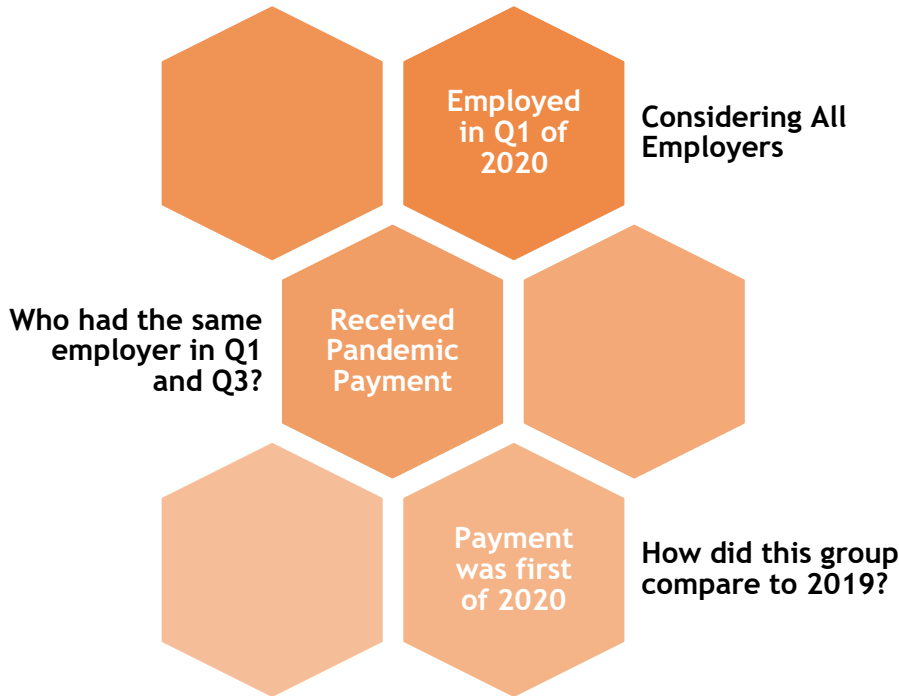 Employed
in Q1 of
2020
Considering All
Employers
Who had the same
employer in Q1
and Q3?
Received
Pandemic
Payment
Payment
was first
of 2020
How did this group
compare to 2019?